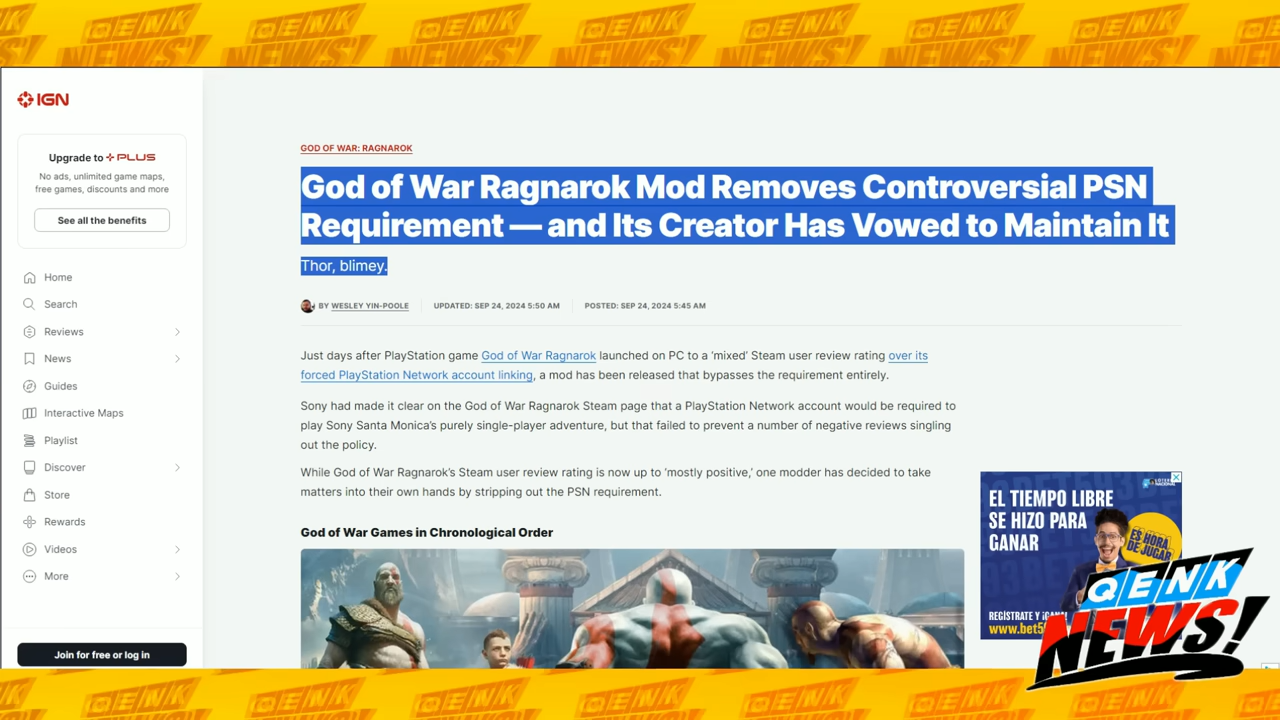 IGN
Upgrade to PLUS
No ads, unlimited game maps,
free games, discounts and more
See all the benefits
Home
Search
Reviews
News
Guides
Interactive Maps
Playlist
Discover
Store
Rewards
Videos
More
Join for free or log in
GOD OF WAR: RAGNAROK
God of War Ragnarok Mod Removes Controversial PSN
Requirement — and Its Creator Has Vowed to Maintain It
Thor, blimey.
BY WESLEY YIN-POOLE
UPDATED: SEP 24, 2024 5:50 AM
POSTED: SEP 24, 2024 5:45 AM
Just days after PlayStation game God of War Ragnarok launched on PC to a ‘mixed’ Steam user review rating over its
forced PlayStation Network account linking, a mod has been released that bypasses the requirement entirely.
Sony had made it clear on the God of War Ragnarok Steam page that a PlayStation Network account would be required to
play Sony Santa Monica’s purely single-player adventure, but that failed to prevent a number of negative reviews singling
out the policy.
While God of War Ragnarok’s Steam user review rating is now up to ‘mostly positive,’ one modder has decided to take
matters into their own hands by stripping out the PSN requirement.
God of War Games in Chronological Order
EL TIEMPO LIBRE
SE HIZO PARA
GANAR
ES HORA
DE JUGAR
REGÍSTRATE Y
www.bet5
QENK
NEWS!